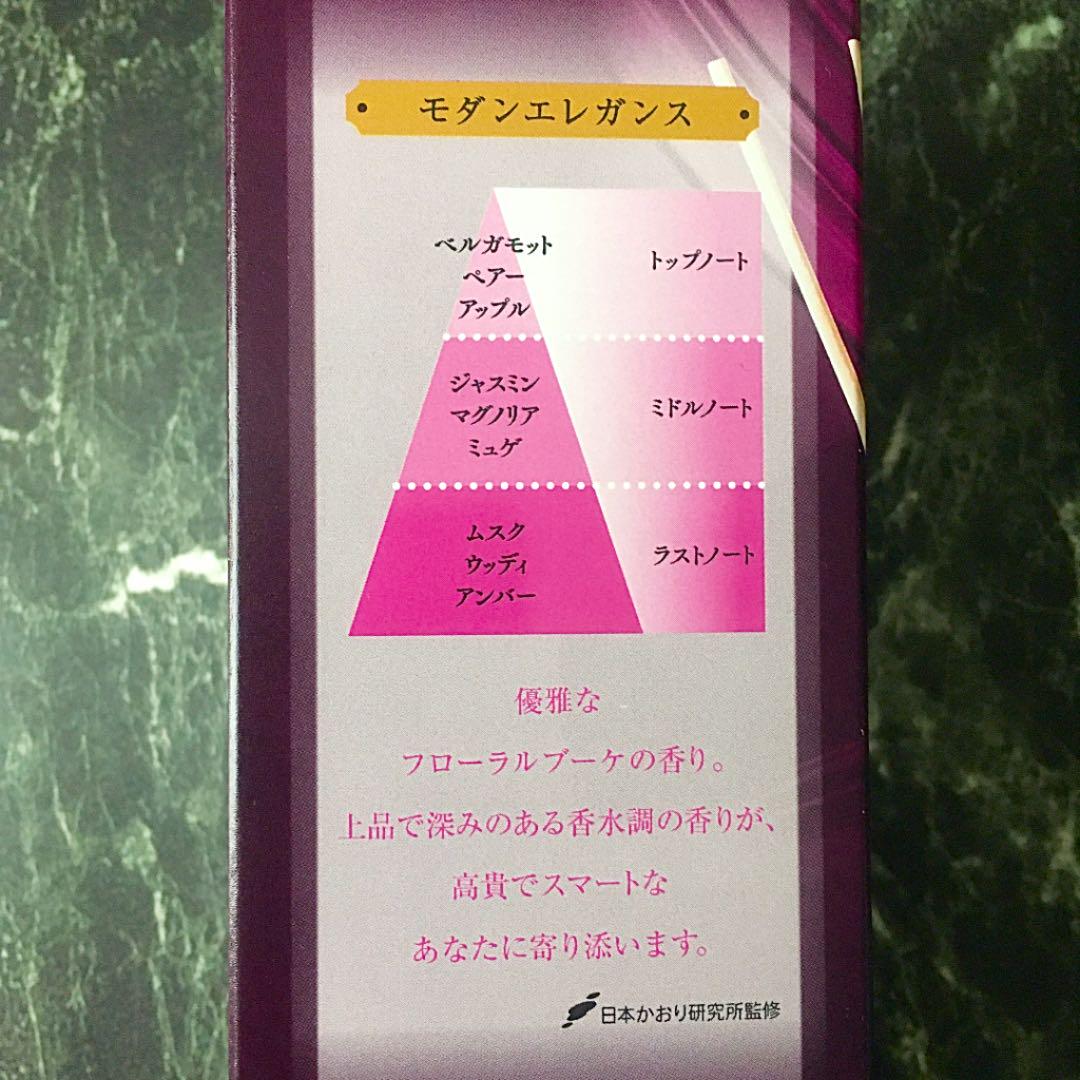 モダンエレガンス
ベルガモット
ペアー
アップル
トップノート
ジャスミン
マグノリア
ミュゲ
ミドルノート
ムスク
ウッディ
アンバー
ラストノート
優雅な
フローラルブーケの香り。
上品で深みのある香水調の香りが、
高貴でスマートな
あなたに寄り添います。
日本かおり研究所監修